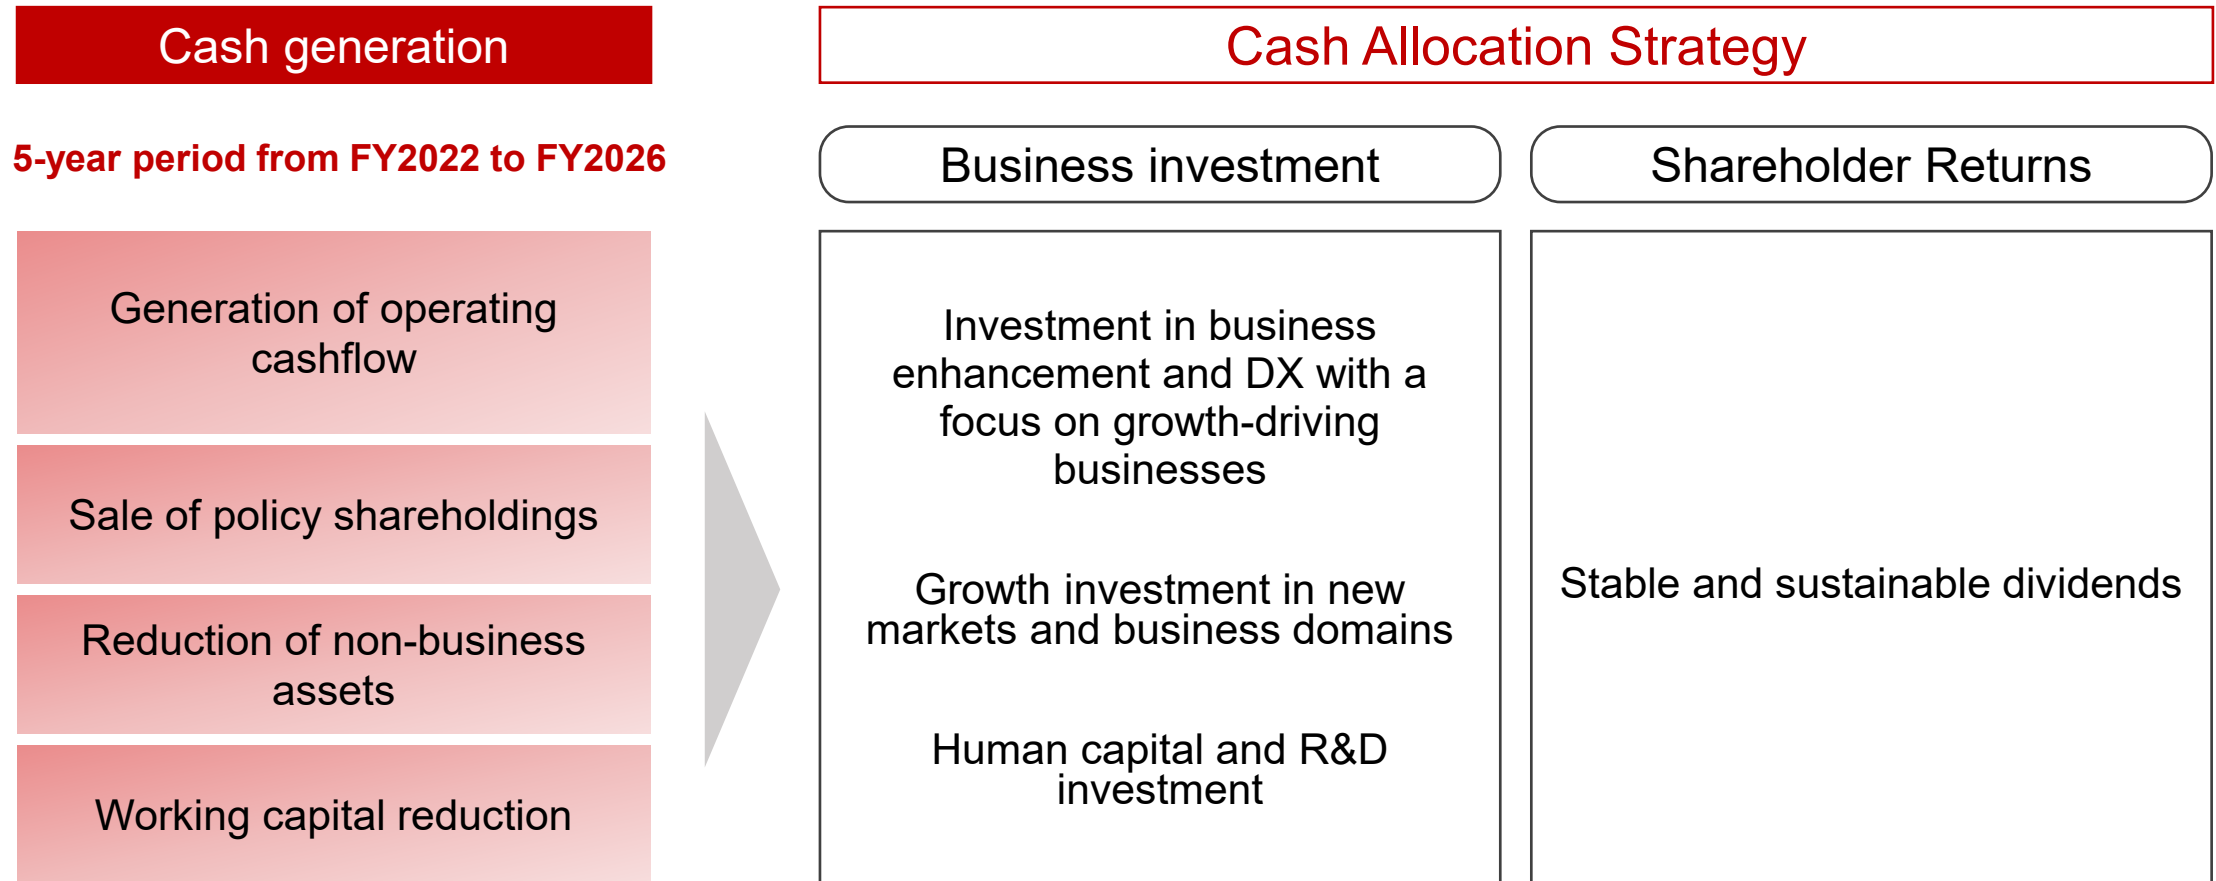 Cash generation
Cash Allocation Strategy
5-year period from FY2022 to FY2026
Business investment
Shareholder Returns
Generation of operating
cashflow
Sale of policy shareholdings
Reduction of non-business
assets
Working capital reduction
Investment in business
enhancement and DX with a
focus on growth-driving
businesses
Growth investment in new
markets and business domains
Human capital and R&D
investment
Stable and sustainable dividends